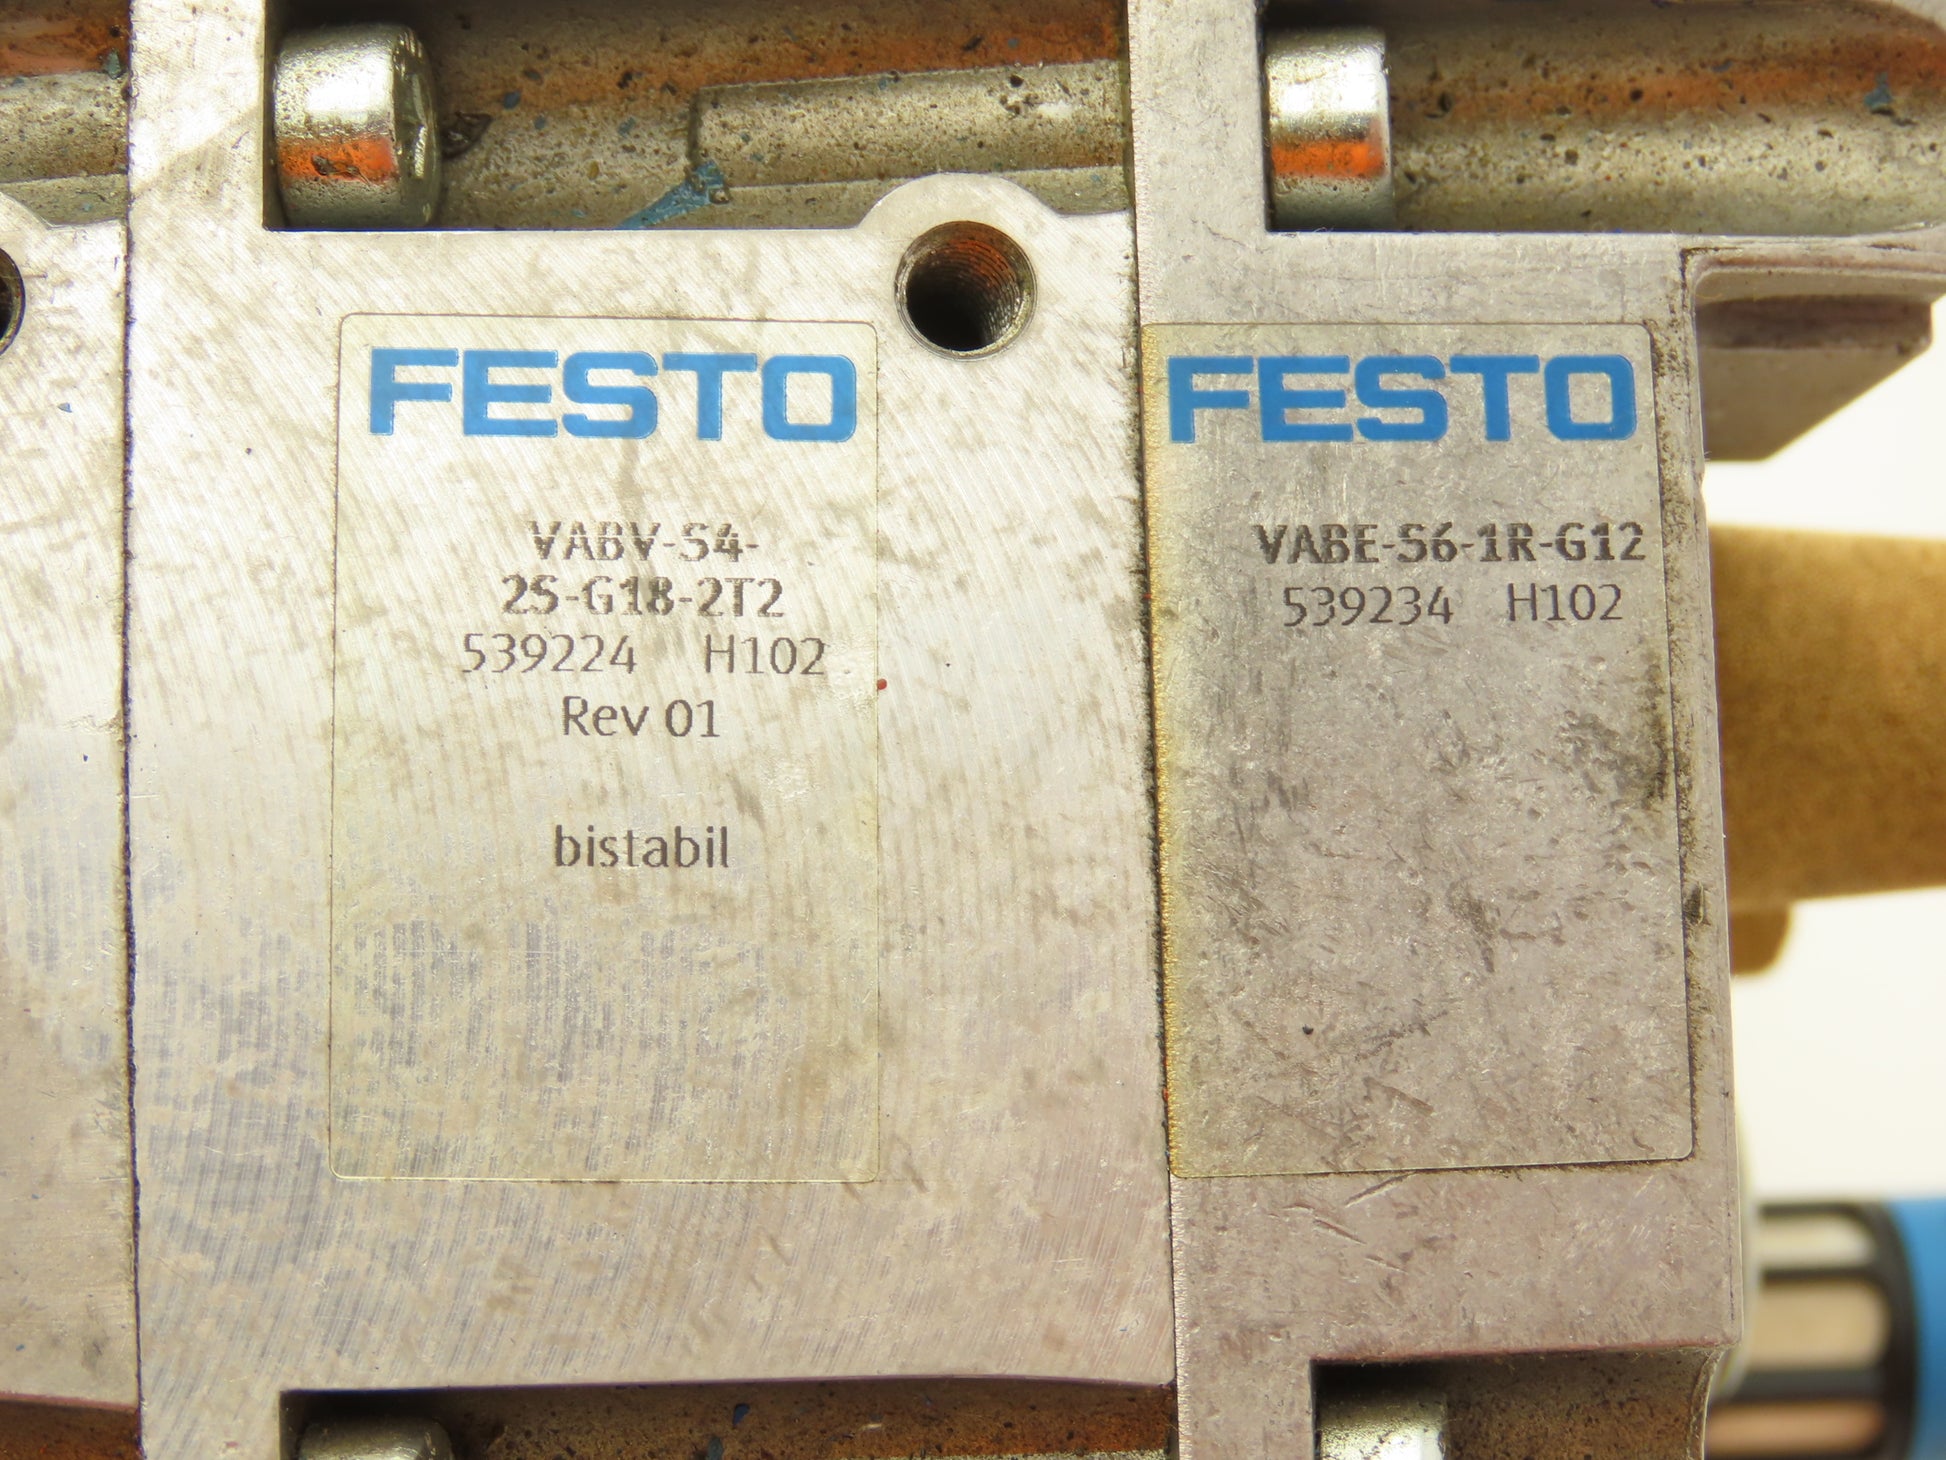 FESTO
VABV-S4-
2S-G18-2T2
539224 H102
Rev 01
bistabil
FESTO
VABE-S6-1R-G12
539234 H102